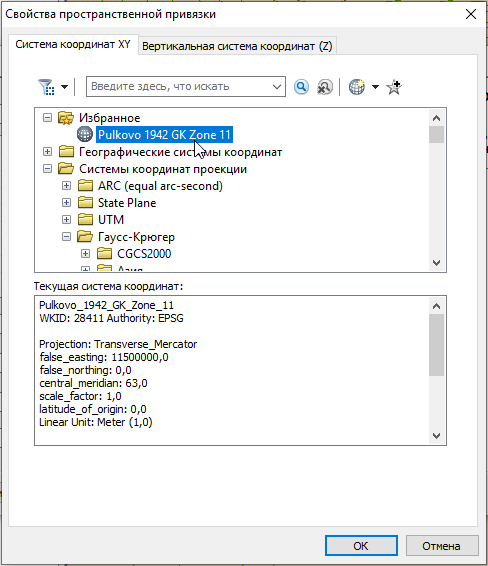 Свойства пространственной привязки
Система координат XY
Вертикальная система координат (Z)
Введите здесь, что искать
Избранное
Pulkovo 1942 GK Zone 11
Географические системы координат
Системы координат проекции
ARC (equal arc-second)
State Plane
UTM
Гаусс-Крюгер
CGCS2000
Азия
Текущая система координат:
Pulkovo_1942_GK_Zone_11
WKID: 28411 Authority: EPSG
Projection: Transverse_Mercator
false_easting: 11500000,0
false_northing: 0,0
central_meridian: 63,0
scale_factor: 1,0
latitude_of_origin: 0,0
Linear Unit: Meter (1,0)
ОК
Отмена